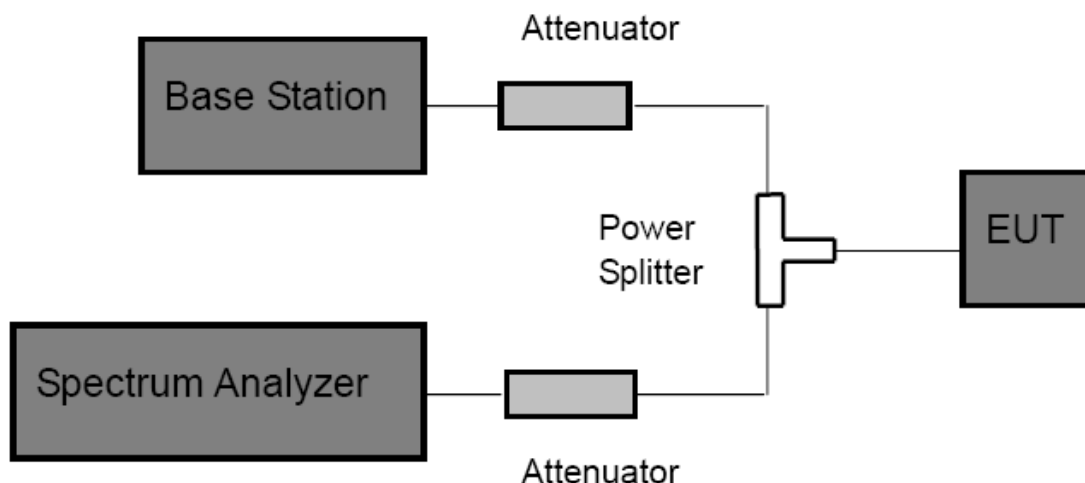 Attenuator
Base Station
Power
Splitter
EUT
Spectrum Analyzer
Attenuator